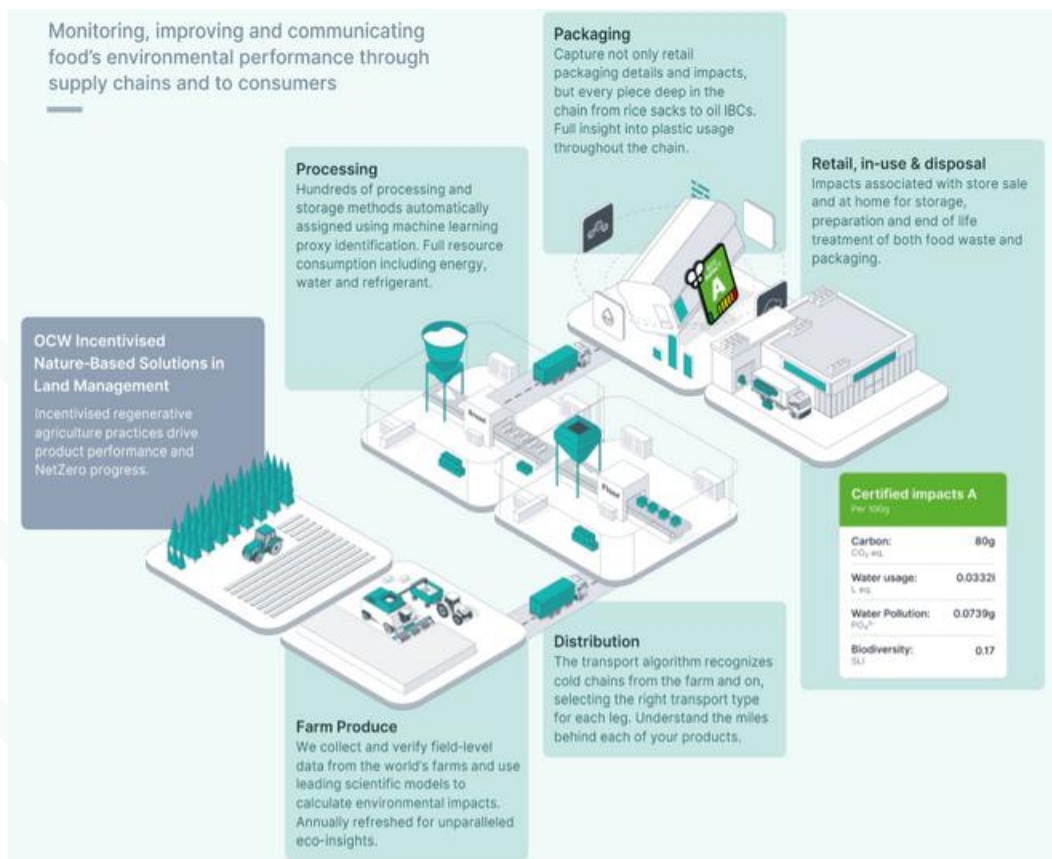 Monitoring, improving and communicating
food's environmental performance through
supply chains and to consumers
Packaging
Capture not only retail
packaging details and impacts,
but every piece deep in the
chain from rice sacks to oil IBCs.
Full insight into plastic usage
throughout the chain.
Processing
Hundreds of processing and
storage methods automatically
assigned using machine learning
proxy identification. Full resource
consumption including energy,
water and refrigerant.
Retail, in-use & disposal
Impacts associated with store sale
and at home for storage,
preparation and end of life
treatment of both food waste and
packaging.
OCW Incentivised
Nature-Based Solutions in
Land Management
Incentivised regenerative
agriculture practices drive
product performance and
NetZero progress.
A
Bread
Flour
Certified impacts A
Per 100g
Carbon: 80g
CO₂ eq.
Water usage: 0.0332l
L eq.
Water Pollution: 0.0739g
PO₄³⁻
Biodiversity: 0.17
SLI
Distribution
The transport algorithm recognizes
cold chains from the farm and on,
selecting the right transport type
for each leg. Understand the miles
behind each of your products.
Farm Produce
We collect and verify field-level
data from the world's farms and use
leading scientific models to
calculate environmental impacts.
Annually refreshed for unparalleled
eco-insights.